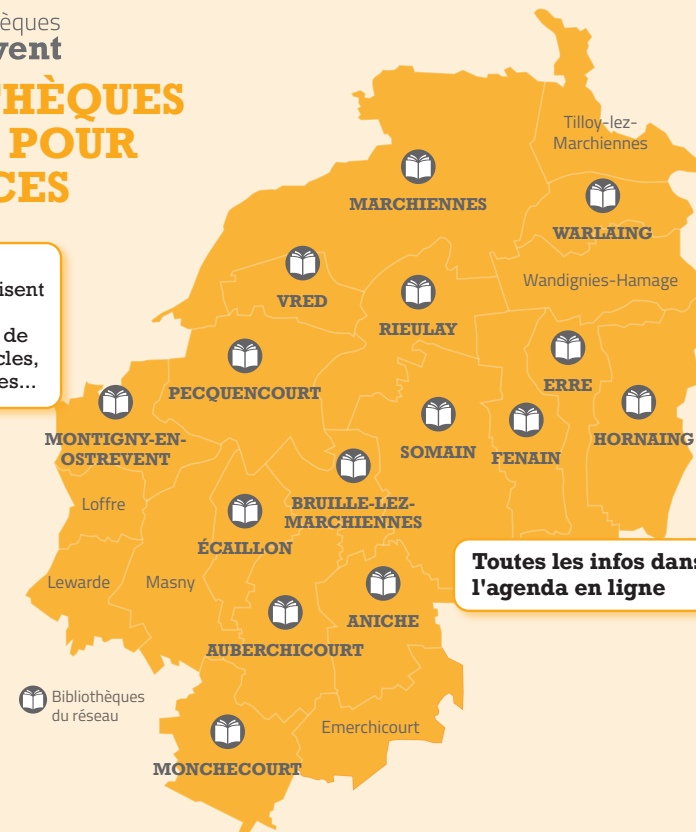 èques
vent
THÈQUES
POUR
CES
isent
de
cles,
es...
Tilloy-lez-
Marchiennes
MARCHIENNES
WARLAING
Wandignies-Hamage
VRED
RIEULAY
ERRE
PECQUENCOURT
HORNAING
MONTIGNY-EN-
OSTREVENT
SOMAIN
FENAIN
Loffre
BRUILLE-LEZ-
MARCHIENNES
ÉCAILLON
Toutes les infos dans
l'agenda en ligne
Lewarde
Masny
ANICHE
AUBERCHICOURT
Bibliothèques
du réseau
Emerchicourt
MONCHECOURT